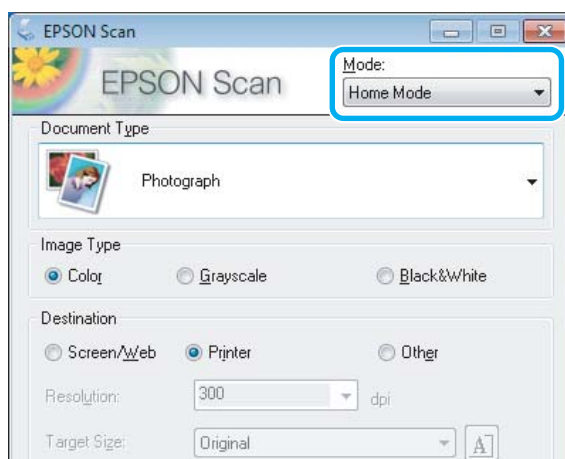 EPSON Scan
EPSON Scan
Mode:
Home Mode
Document Type
Photograph
Image Type
Color Grayscale Black&White
Destination
Screen/Web Printer Other
Resolution: 300 dpi
Target Size: Original A